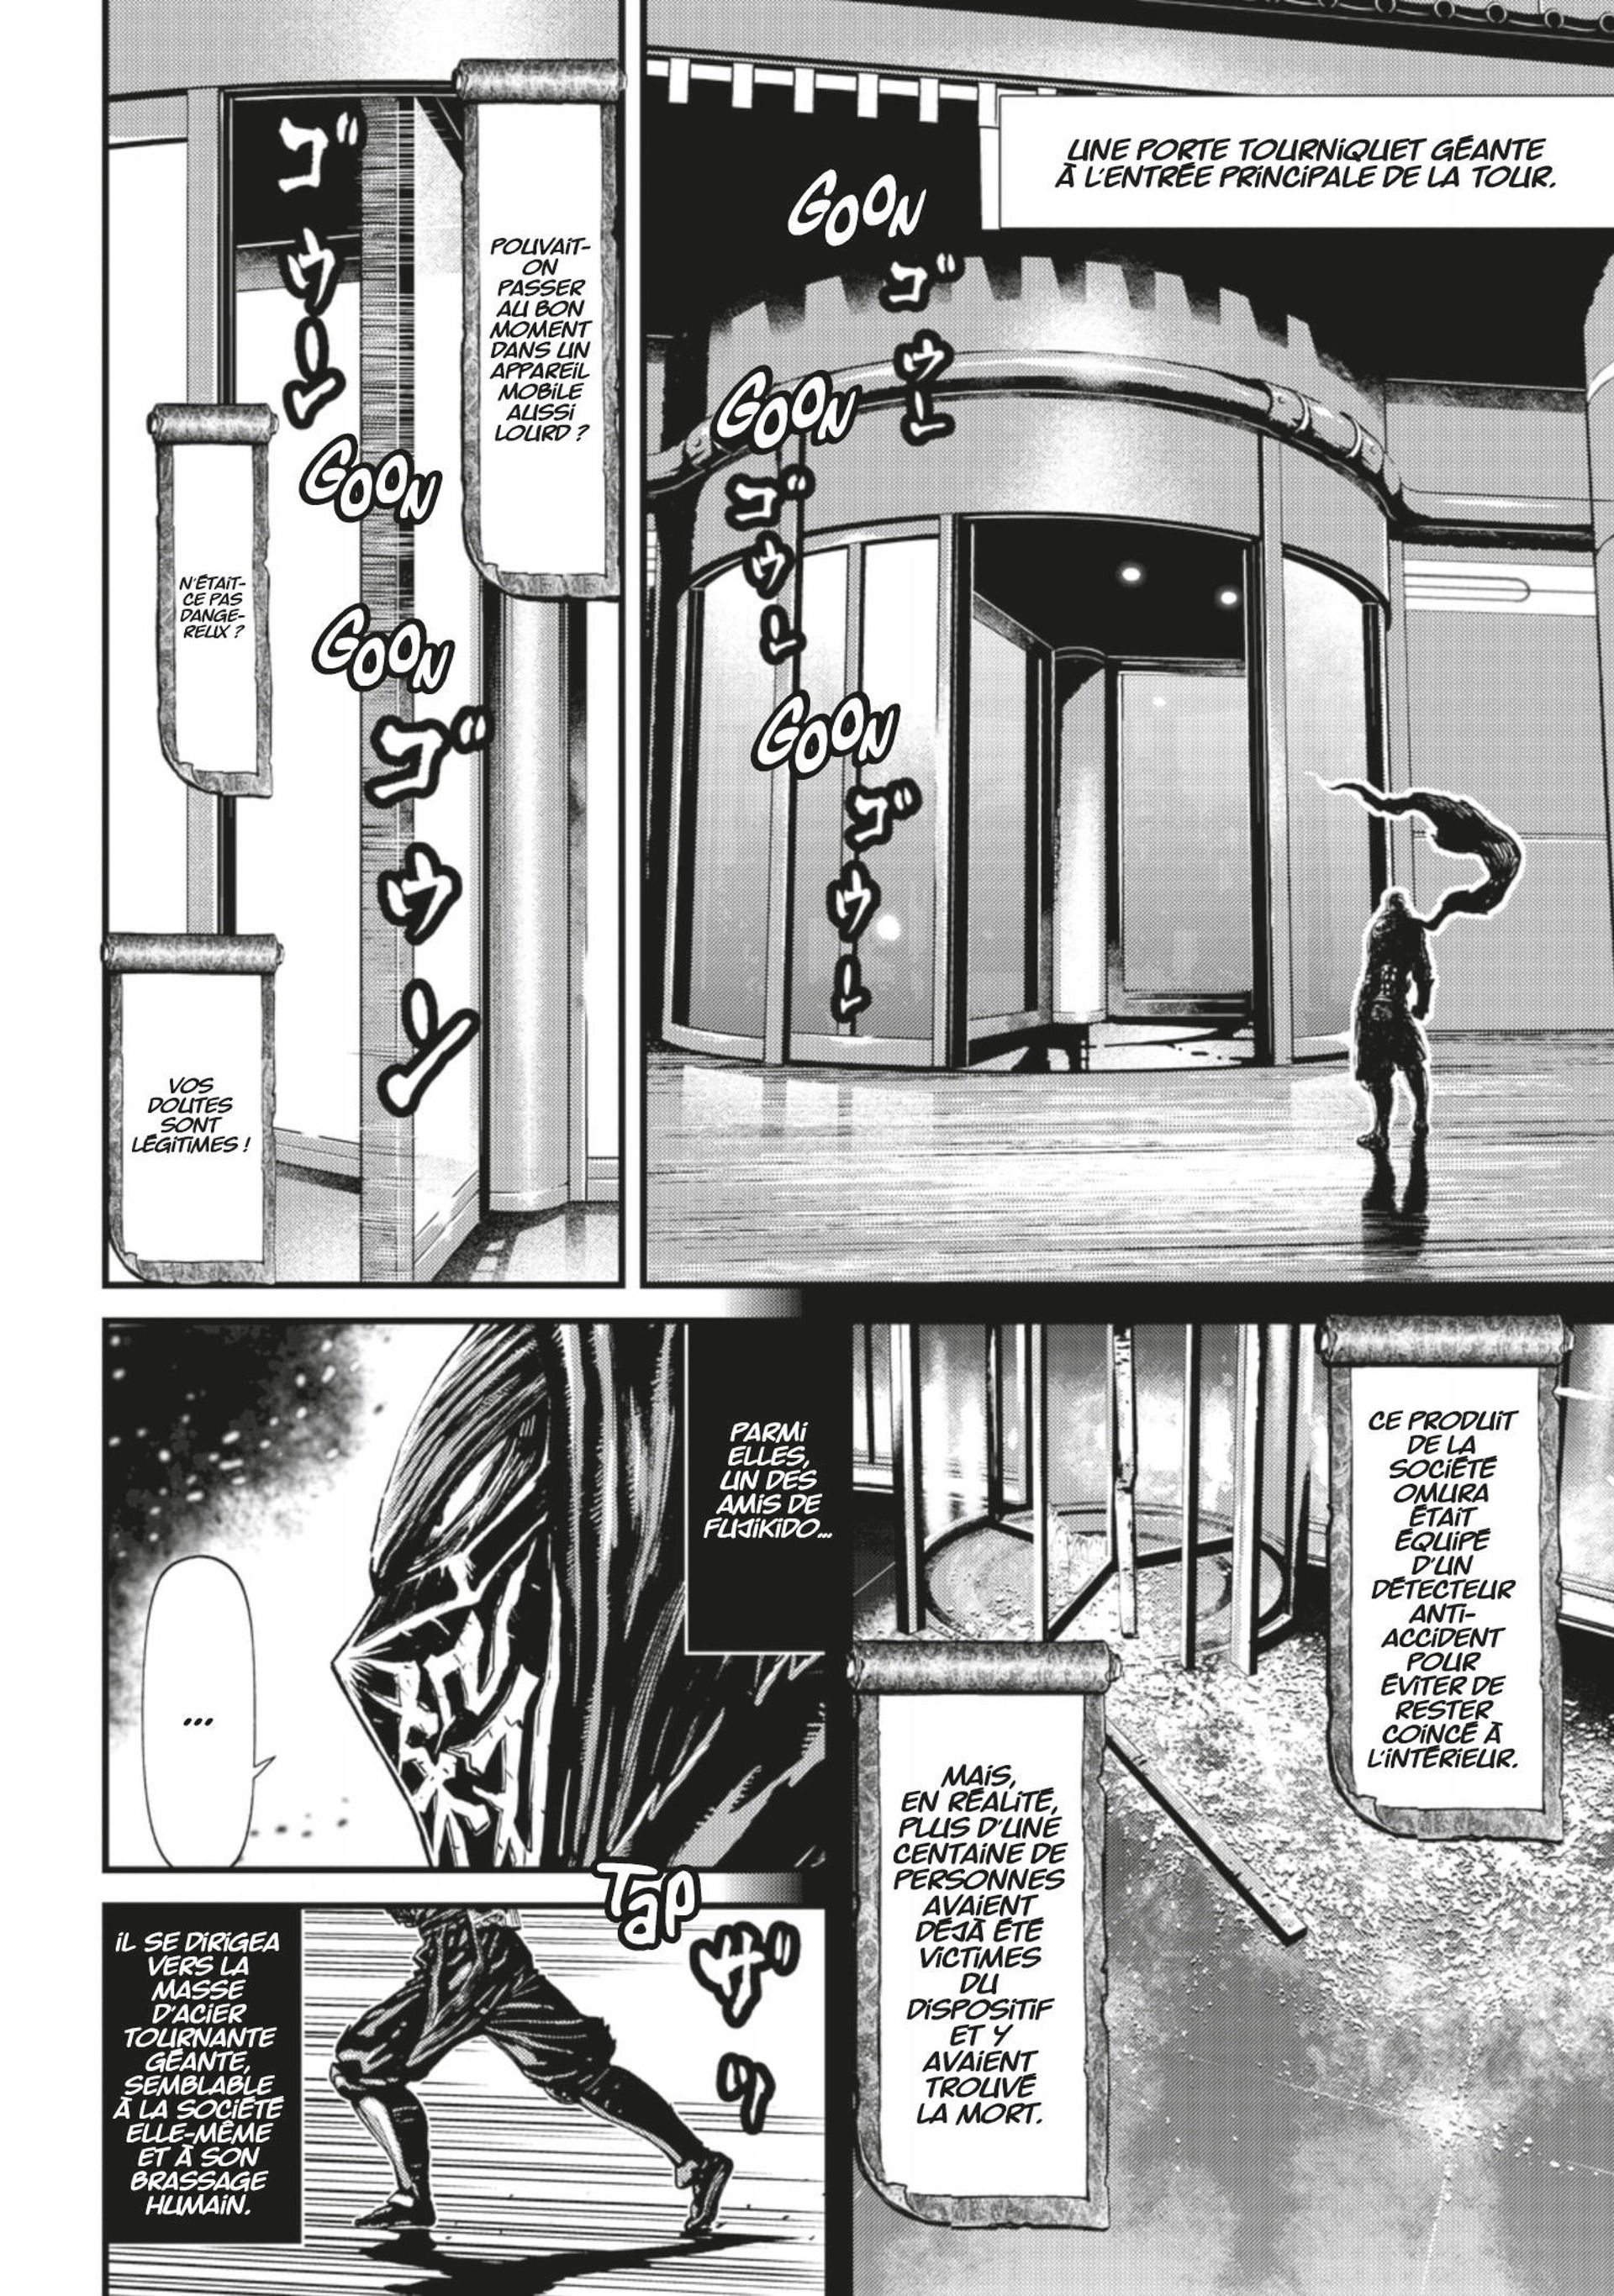 UNE PORTE TOURNIQUET GÉANTE
À L'ENTRÉE PRINCIPALE DE LA TOUR.
GOON
ゴウーン
GOON
ゴウーン
GOON
ゴウーン
POUVAIT-
ON
PASSER
AU BON
MOMENT
DANS UN
APPAREIL
MOBILE
AUSSI
LOURD ?
ゴウーン
GOON
GOON
ゴウン
N'ÉTAIT-
CE PAS
DANGE-
REUX ?
VOS
DOUTES
SONT
LÉGITIMES !
CE PRODUIT
DE LA
SOCIÉTÉ
OMURA
ÉTAIT
ÉQUIPÉ
D'UN
DÉTECTEUR
ANTI-
ACCIDENT
POUR
ÉVITER DE
RESTER
COINCÉ À
L'INTÉRIEUR.
MAIS,
EN RÉALITÉ,
PLUS D'UNE
CENTAINE DE
PERSONNES
AVAIENT
DÉJÀ ÉTÉ
VICTIMES
DU
DISPOSITIF
ET Y
AVAIENT
TROUVÉ
LA MORT.
PARMI
ELLES,
UN DES
AMIS DE
FUJIKIDO...
...
TAP
ザッ
IL SE DIRIGEA
VERS LA
MASSE
D'ACIER
TOURNANTE
GÉANTE,
SEMBLABLE
À LA SOCIÉTÉ
ELLE-MÊME
ET À SON
BRASSAGE
HUMAIN.